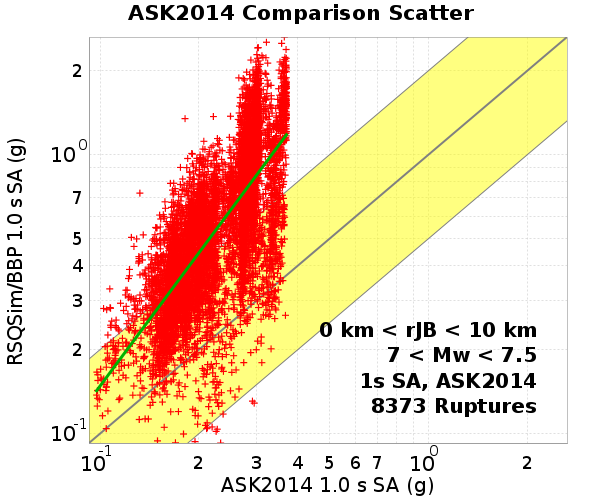 ASK2014 Comparison Scatter
RSQSim/BBP 1.0 s SA (g)
2
10^0
7
5
4
3
2
10^-1
0 km < rJB < 10 km
7 < Mw < 7.5
1s SA, ASK2014
8373 Ruptures
10^-1 2 3 4 5 6 7 10^0 2
ASK2014 1.0 s SA (g)